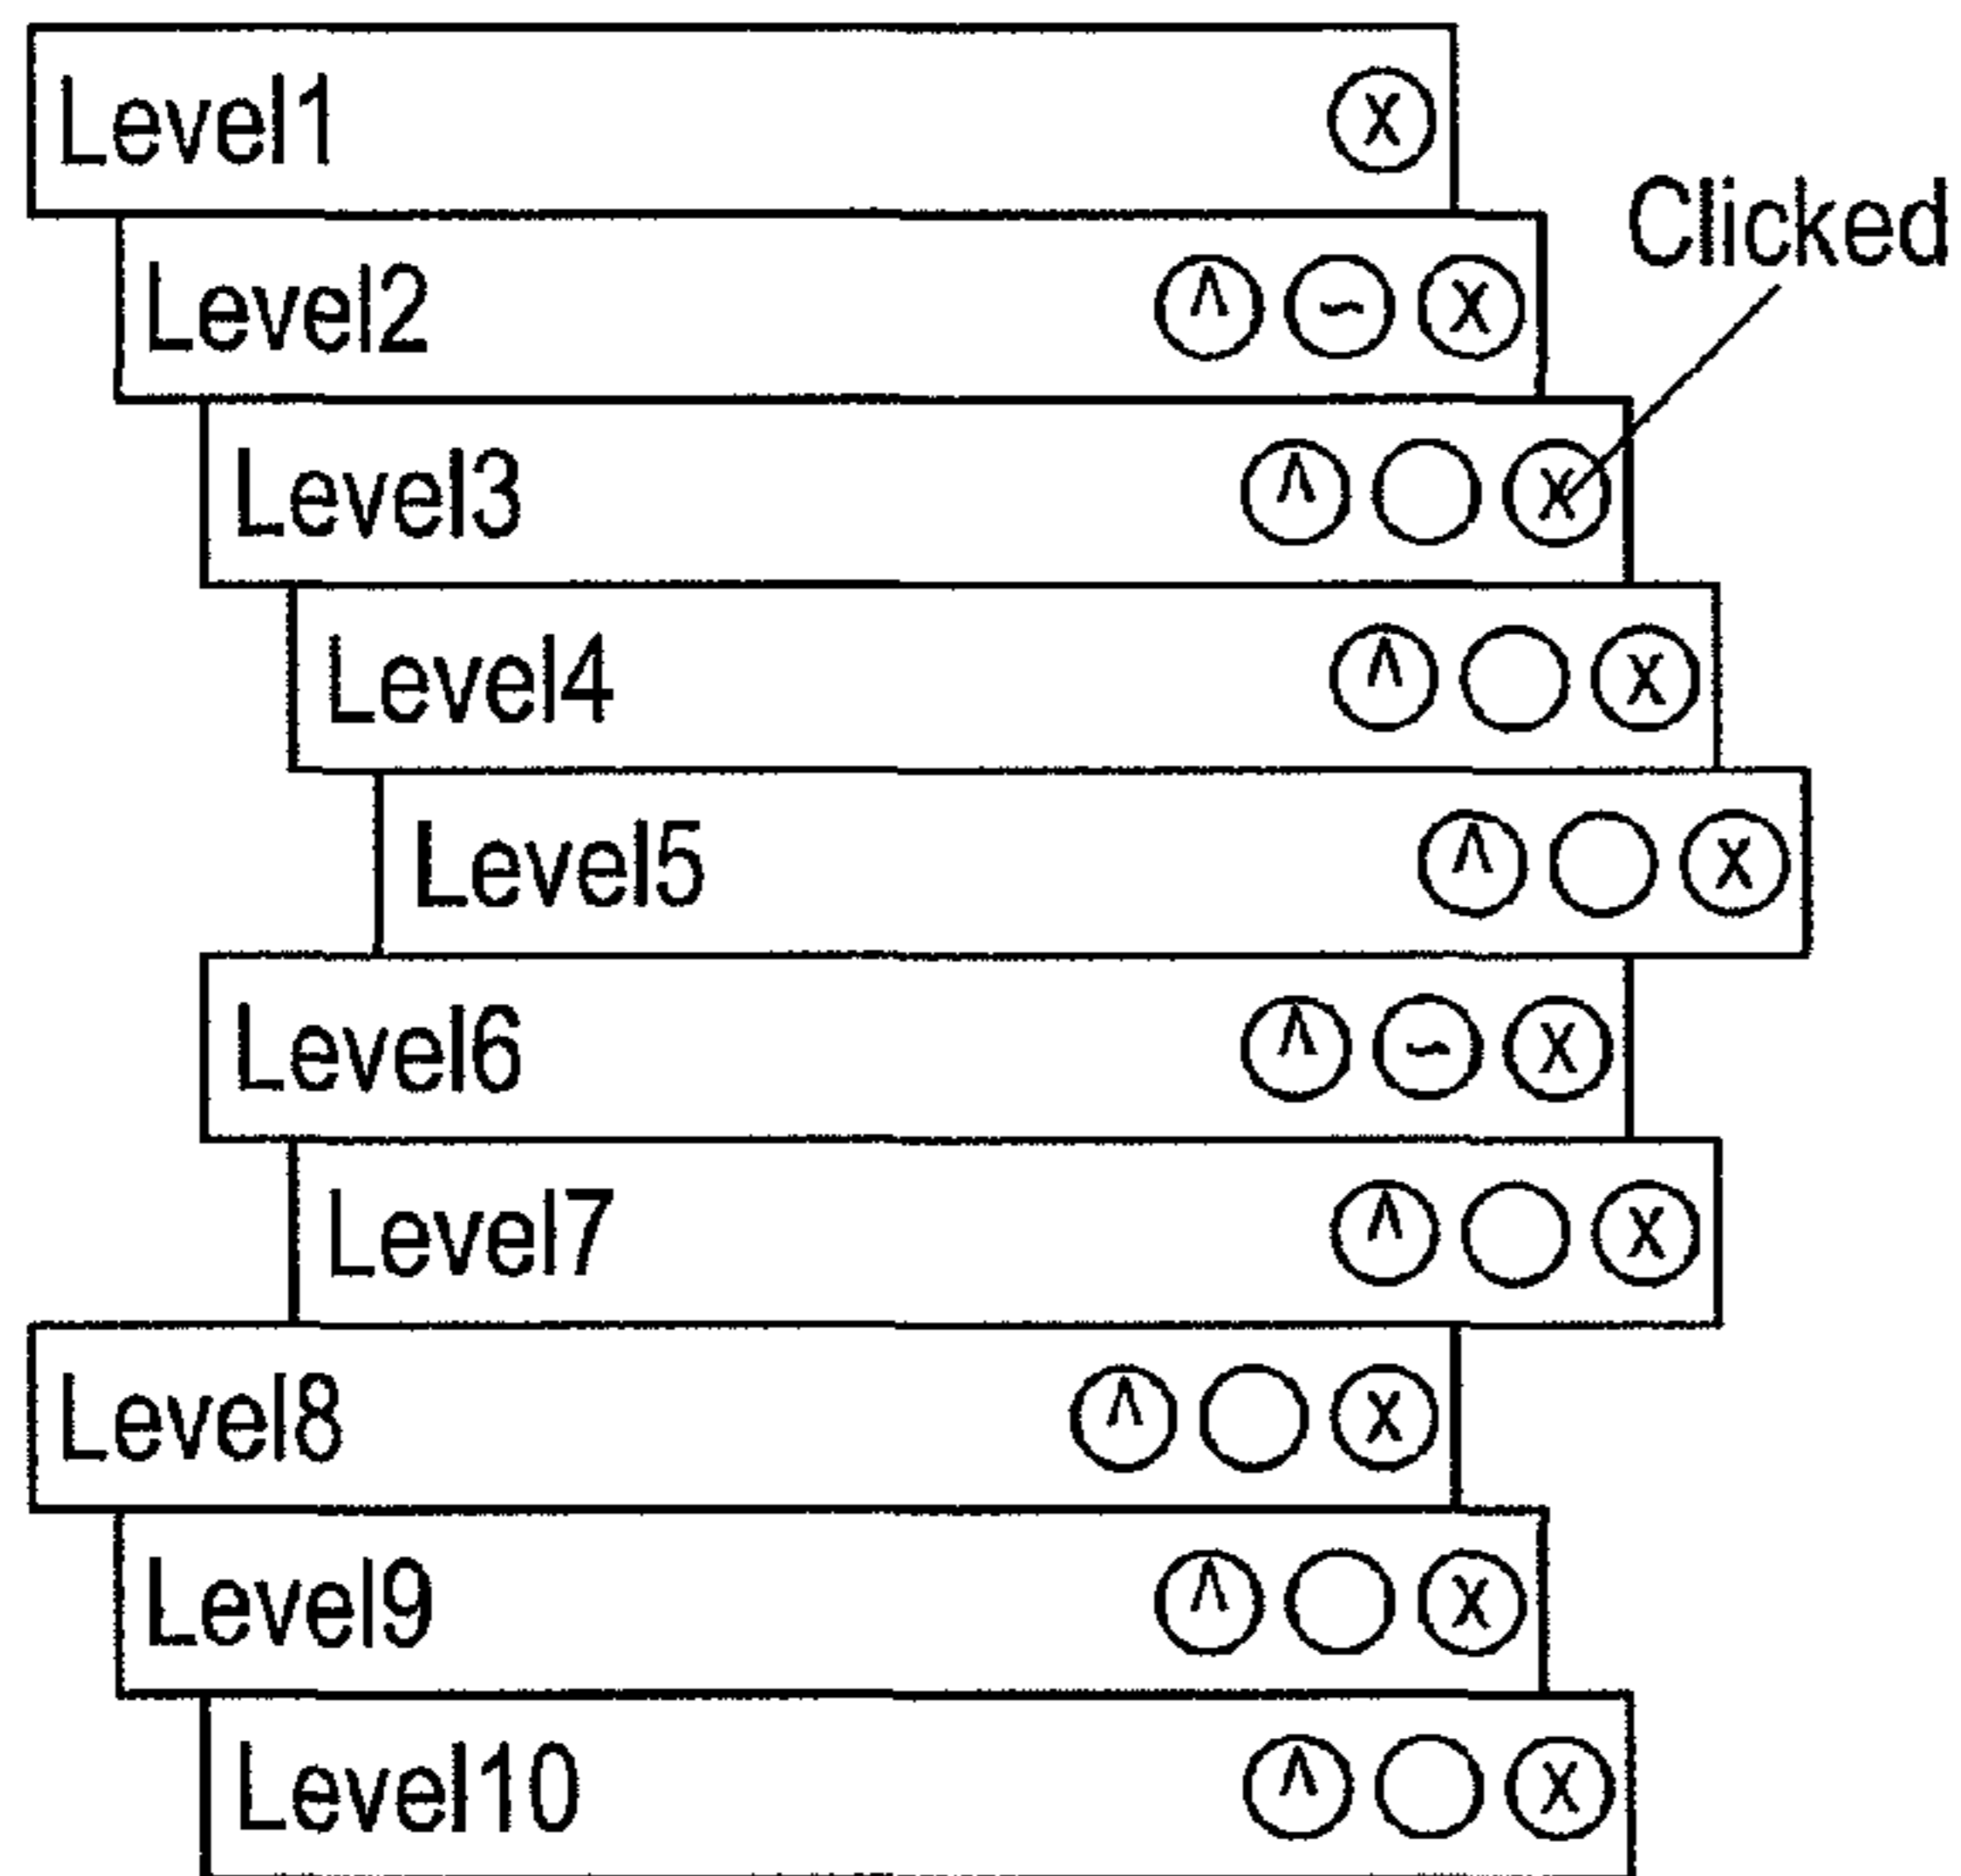 Level1 X
Clicked
Level2 ^ ~ X
Level3 ^ X
Level4 ^ X
Level5 ^ X
Level6 ^ ~ X
Level7 ^ X
Level8 ^ X
Level9 ^ X
Level10 ^ X